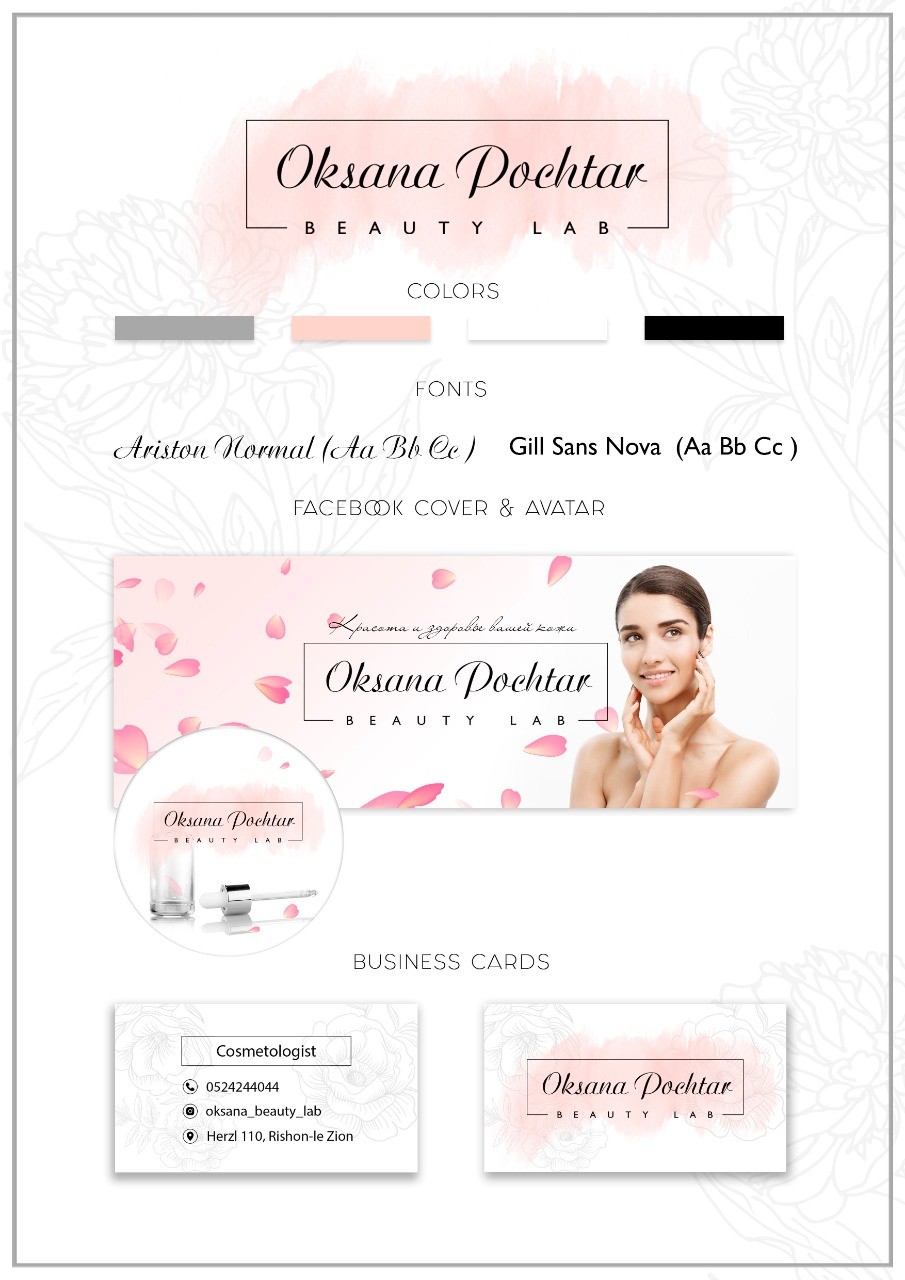 Oksana Pochtar
BEAUTY LAB
COLORS
FONTS
Ariston Normal (Aa Bb Cc )
Gill Sans Nova (Aa Bb Cc )
FACEBOOK COVER & AVATAR
Красота и здоровье вашей кожи
Oksana Pochtar
BEAUTY LAB
Oksana Pochtar
BEAUTY LAB
BUSINESS CARDS
Cosmetologist
0524244044
oksana_beauty_lab
Herzl 110, Rishon-le Zion
Oksana Pochtar
BEAUTY LAB